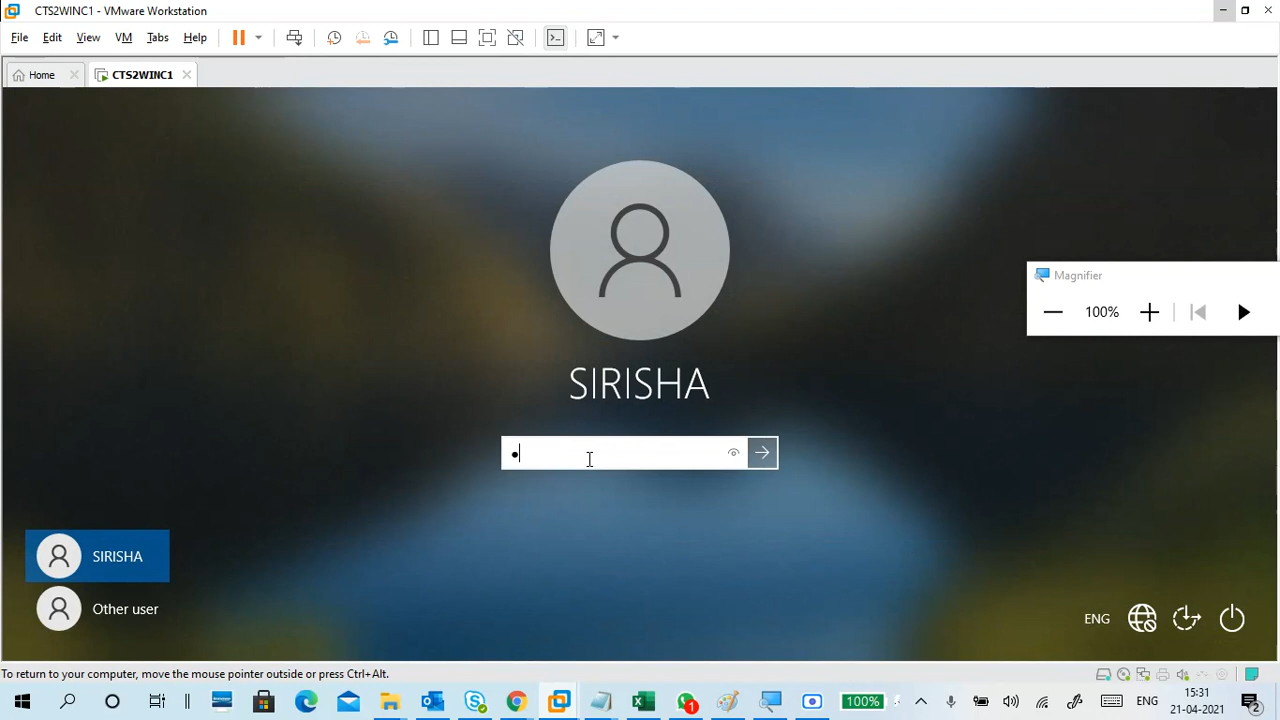 CTS2WINC1 - VMware Workstation
File Edit View VM Tabs Help
Home CTS2WINC1
Magnifier
100%
SIRISHA
SIRISHA
Other user
ENG
To return to your computer, move the mouse pointer outside or press Ctrl+Alt.
1
100%
ENG
15:31
21-04-2021
2